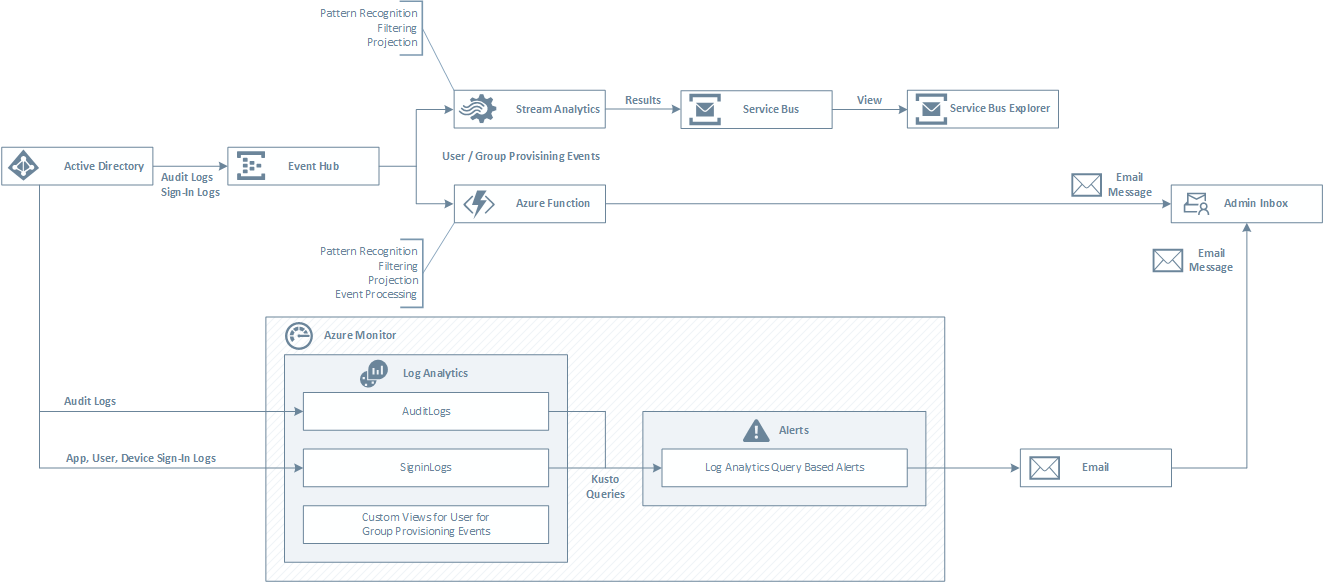 Pattern Recognition
Filtering
Projection
Stream Analytics
Results
Service Bus
View
Service Bus Explorer
Active Directory
Audit Logs
Sign-In Logs
Event Hub
User / Group Provisining Events
Azure Function
Email
Message
Admin Inbox
Pattern Recognition
Filtering
Projection
Event Processing
Email
Message
Azure Monitor
Log Analytics
Audit Logs
AuditLogs
Alerts
App, User, Device Sign-In Logs
SigninLogs
Kusto
Queries
Log Analytics Query Based Alerts
Email
Custom Views for User for
Group Provisioning Events